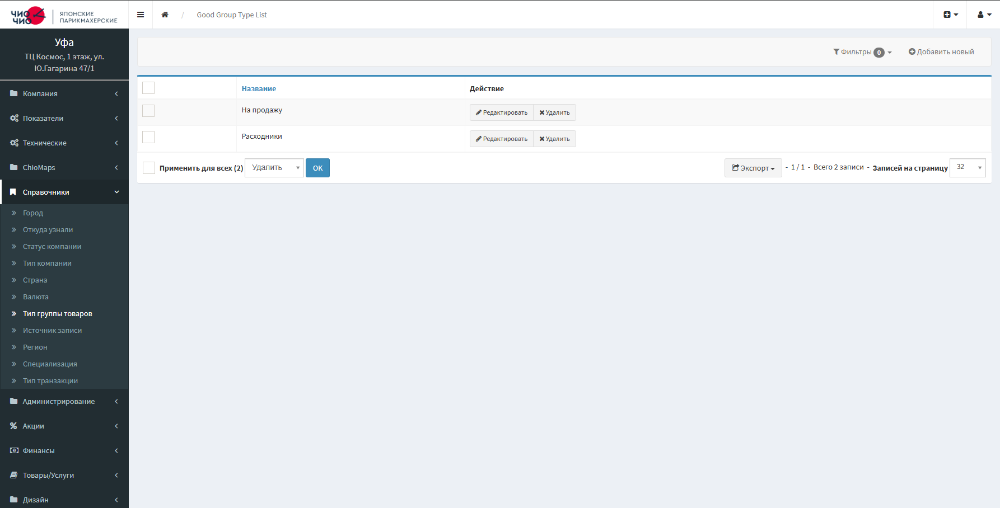 ЧИО
ЧИО
ЯПОНСКИЕ
ПАРИКМАХЕРСКИЕ
/ Good Group Type List
Уфа
ТЦ Космос, 1 этаж, ул.
Ю.Гагарина 47/1
Компания
Показатели
Технические
ChioMaps
Справочники
Город
Откуда узнали
Статус компании
Тип компании
Страна
Валюта
Тип группы товаров
Источник записи
Регион
Специализация
Тип транзакции
Администрирование
Акции
Финансы
Товары/Услуги
Дизайн
Фильтры 0 Добавить новый
Название Действие
На продажу Редактировать Удалить
Расходники Редактировать Удалить
Применить для всех (2) Удалить OK Экспорт - 1 / 1 - Всего 2 записи - Записей на страницу 32